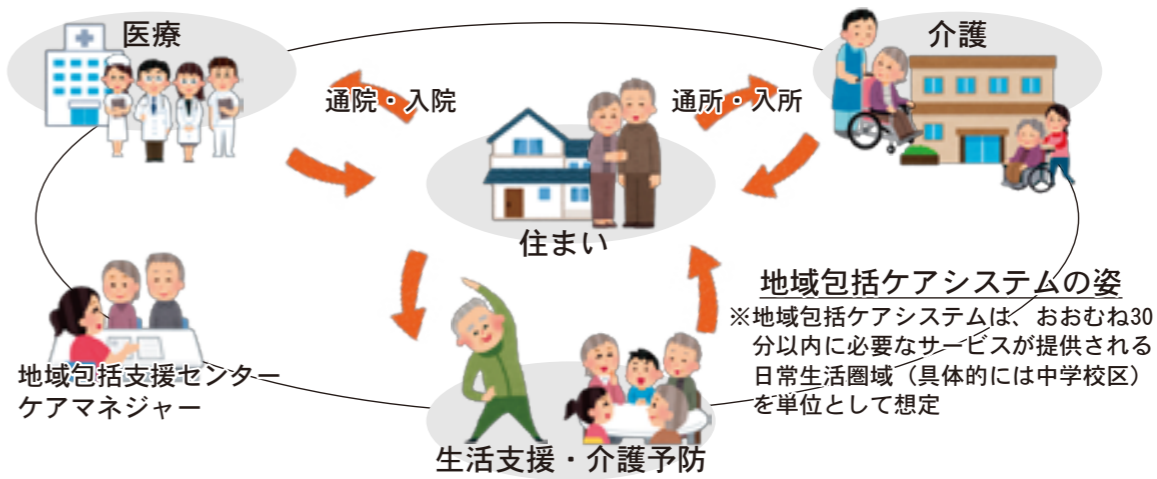 医療
介護
通院・入院
通所・入所
住まい
地域包括ケアシステムの姿
※地域包括ケアシステムは、おおむね30
分以内に必要なサービスが提供される
日常生活圏域（具体的には中学校区）
を単位として想定
地域包括支援センター
ケアマネジャー
生活支援・介護予防